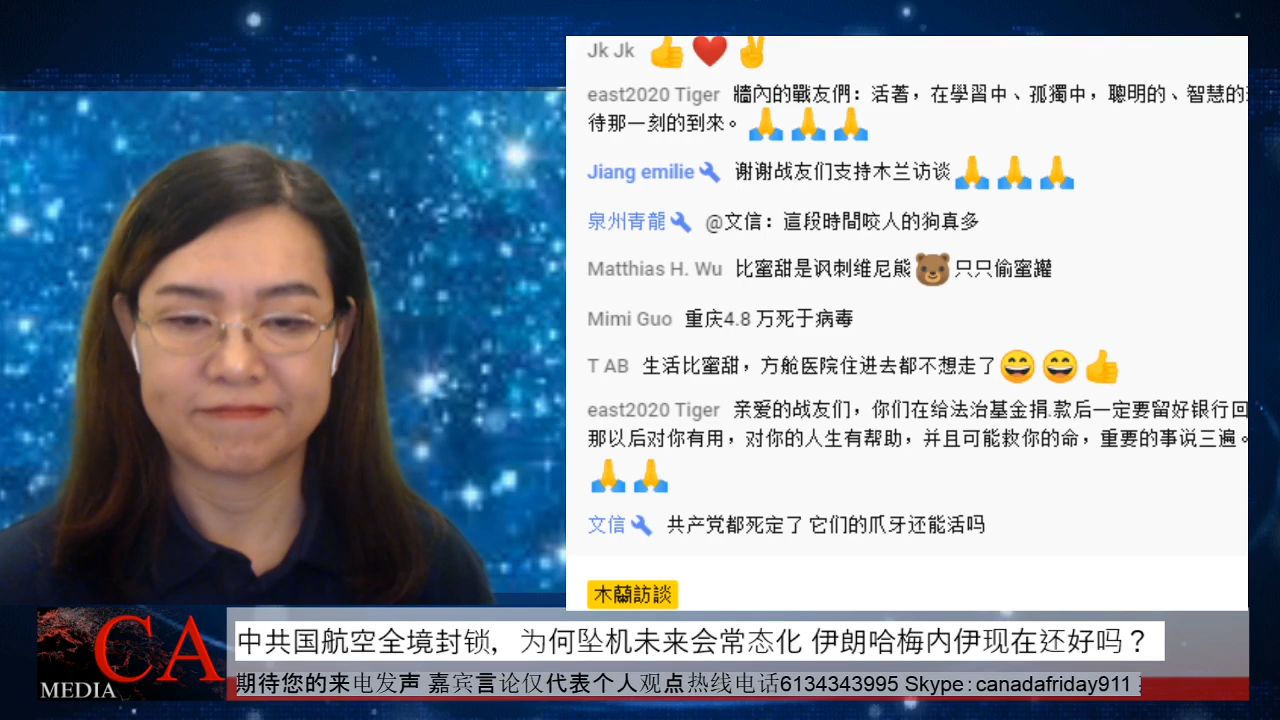 Jk Jk 👍❤️✌️
east2020 Tiger 牆內的戰友們：活著，在學習中、孤獨中，聰明的、智慧的
待那一刻的到來。🙏🙏🙏
Jiang emilie 谢谢战友们支持木兰访谈🙏🙏🙏
泉州青龍 @文信：這段時間咬人的狗真多
Matthias H. Wu 比蜜甜是讽刺维尼熊🐻只只偷蜜罐
Mimi Guo 重庆4.8 万死于病毒
T AB 生活比蜜甜，方舱医院住进去都不想走了😄😄👍
east2020 Tiger 亲爱的战友们，你们在给法治基金捐.款后一定要留好银行回
那以后对你有用，对你的人生有帮助，并且可能救你的命，重要的事说三遍。
🙏🙏
文信 共产党都死定了 它们的爪牙还能活吗
木蘭訪談
CA
MEDIA
中共国航空全境封锁，为何坠机未来会常态化 伊朗哈梅内伊现在还好吗？
期待您的来电发声 嘉宾言论仅代表个人观点热线电话6134343995 Skype:canadafriday911